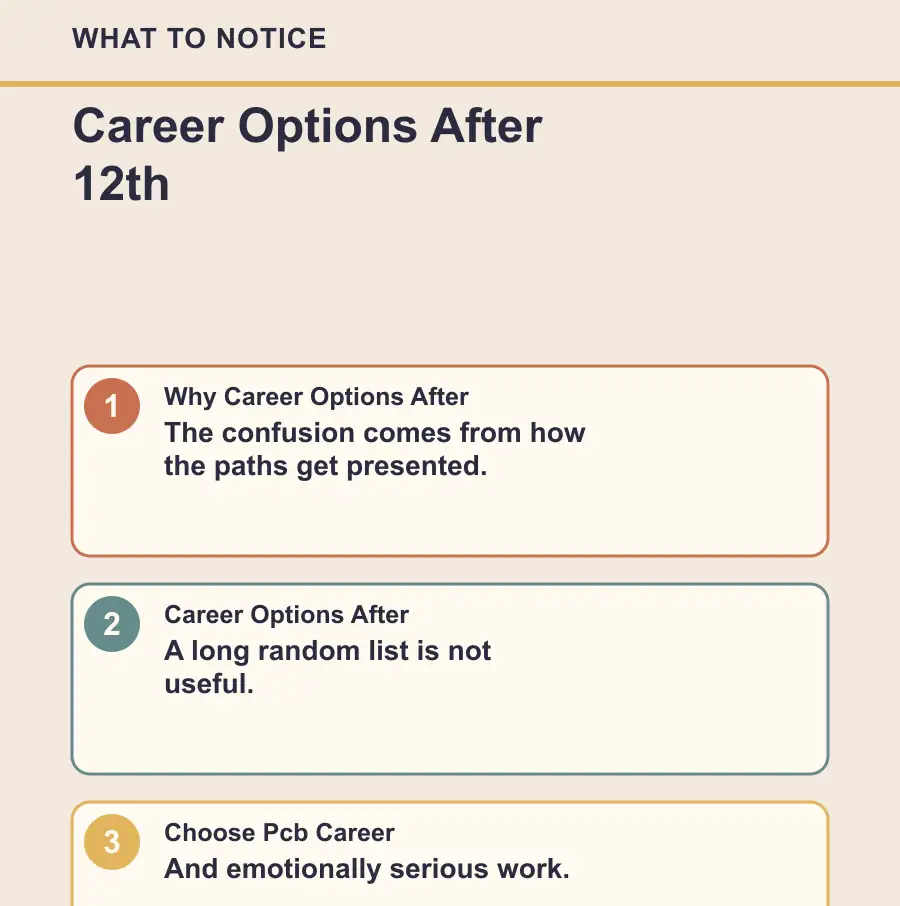 WHAT TO NOTICE
Career Options After
12th
1
Why Career Options After
The confusion comes from how
the paths get presented.
2
Career Options After
A long random list is not
useful.
3
Choose Pcb Career
And emotionally serious work.